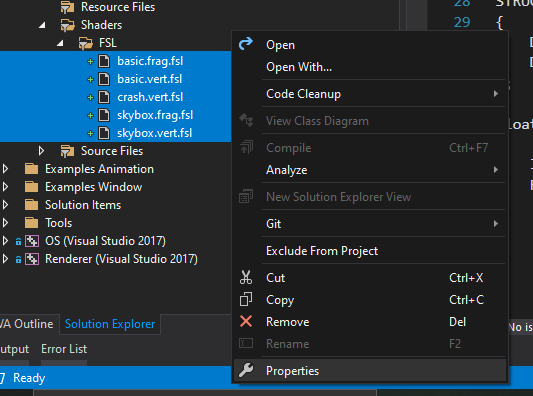 Resource Files
Shaders
FSL
basic.frag.fsl
basic.vert.fsl
crash.vert.fsl
skybox.frag.fsl
skybox.vert.fsl
Source Files
Examples Animation
Examples Window
Solution Items
Tools
OS (Visual Studio 2017)
Renderer (Visual Studio 2017)
VA Outline Solution Explorer
Error List
Ready
Open
Open With...
Code Cleanup
View Class Diagram
Compile Ctrl+F7
Analyze
New Solution Explorer View
Git
Exclude From Project
Cut Ctrl+X
Copy Ctrl+C
Remove Del
Rename F2
Properties
28
29 {
No is